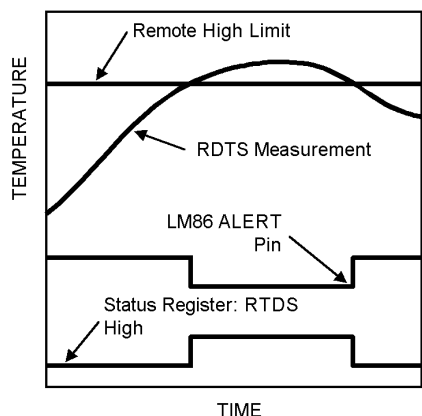 Remote High Limit
TEMPERATURE
RDTS Measurement
LM86 ALERT
Pin
Status Register: RTDS
High
TIME